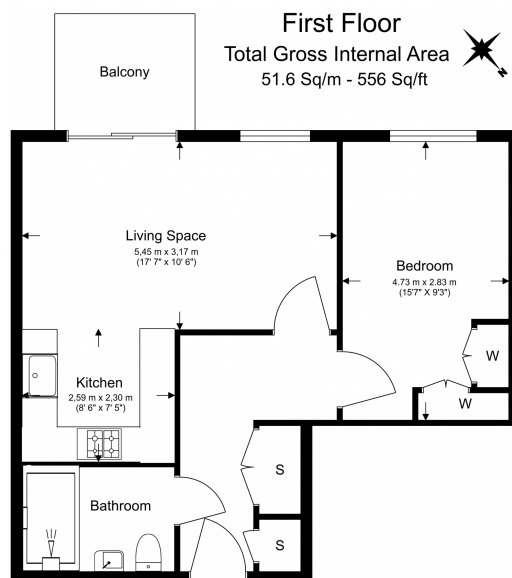 First Floor
Total Gross Internal Area
51.6 Sq/m - 556 Sq/ft
N
Balcony
Living Space
5,45 m x 3,17 m
(17' 7" x 10' 6")
Bedroom
4.73 m x 2.83 m
(15'7" X 9'3")
W
W
Kitchen
2,59 m x 2,30 m
(8' 6" x 7' 5")
S
Bathroom
S